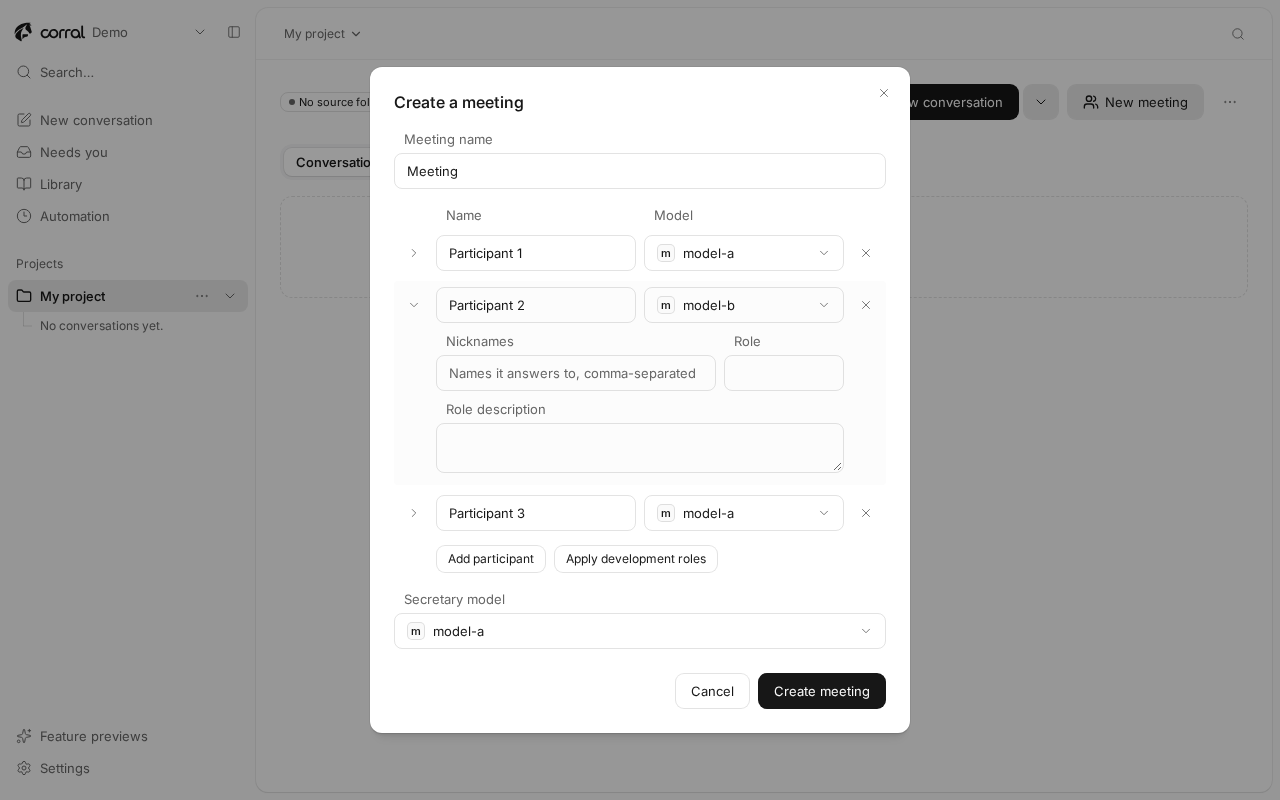 corral Demo
My project
Search...
No source fol
w conversation
New meeting
New conversation
Needs you
Library
Automation
Conversatio
Projects
My project
No conversations yet.
Feature previews
Settings
Create a meeting
Meeting name
Meeting
Name Model
Participant 1 m model-a
Participant 2 m model-b
Nicknames Role
Names it answers to, comma-separated
Role description
Participant 3 m model-a
Add participant Apply development roles
Secretary model
m model-a
Cancel Create meeting